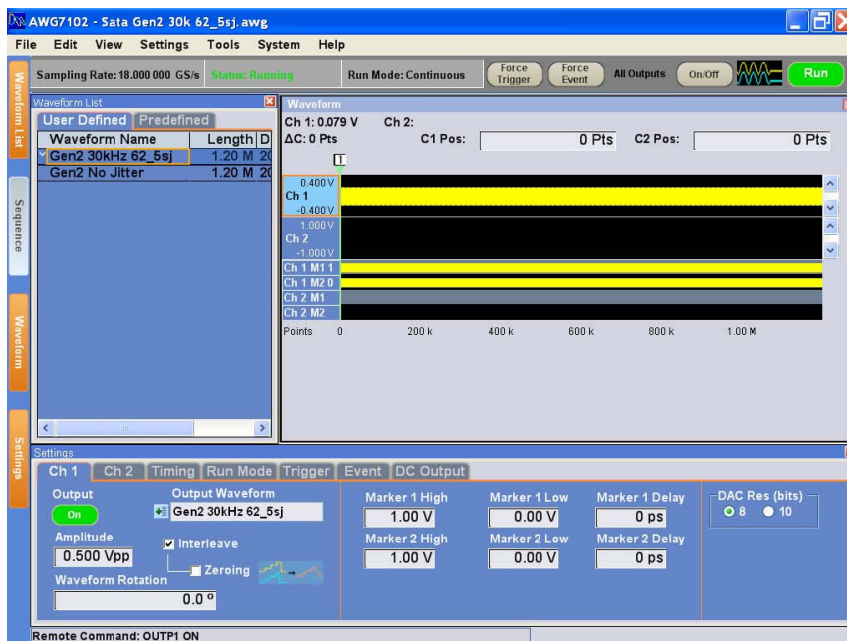 AWG7102 - Sata Gen2 30k 62_5sj.awg
File Edit View Settings Tools System Help
Sampling Rate: 18.000 000 GS/s Status: Running Run Mode: Continuous Force Trigger Force Event All Outputs On/Off Run
Waveform List
Sequence
Waveform
Settings
Waveform List
User Defined Predefined
Waveform Name Length D
Gen2 30kHz 62_5sj 1.20 M 20
Gen2 No Jitter 1.20 M 20
Waveform
Ch 1: 0.079 V Ch 2:
ΔC: 0 Pts C1 Pos: 0 Pts C2 Pos: 0 Pts
1
0.400 V
Ch 1
-0.400 V
1.000 V
Ch 2
-1.000 V
Ch 1 M1 1
Ch 1 M2 0
Ch 2 M1
Ch 2 M2
Points 0 200 k 400 k 600 k 800 k 1.00 M
Settings
Ch 1 Ch 2 Timing Run Mode Trigger Event DC Output
Output
On
Amplitude
0.500 Vpp
Waveform Rotation
0.0 º
Output Waveform
Gen2 30kHz 62_5sj
Interleave
Zeroing
Marker 1 High Marker 1 Low Marker 1 Delay
1.00 V 0.00 V 0 ps
Marker 2 High Marker 2 Low Marker 2 Delay
1.00 V 0.00 V 0 ps
DAC Res (bits)
8 10
Remote Command: OUTP1 ON